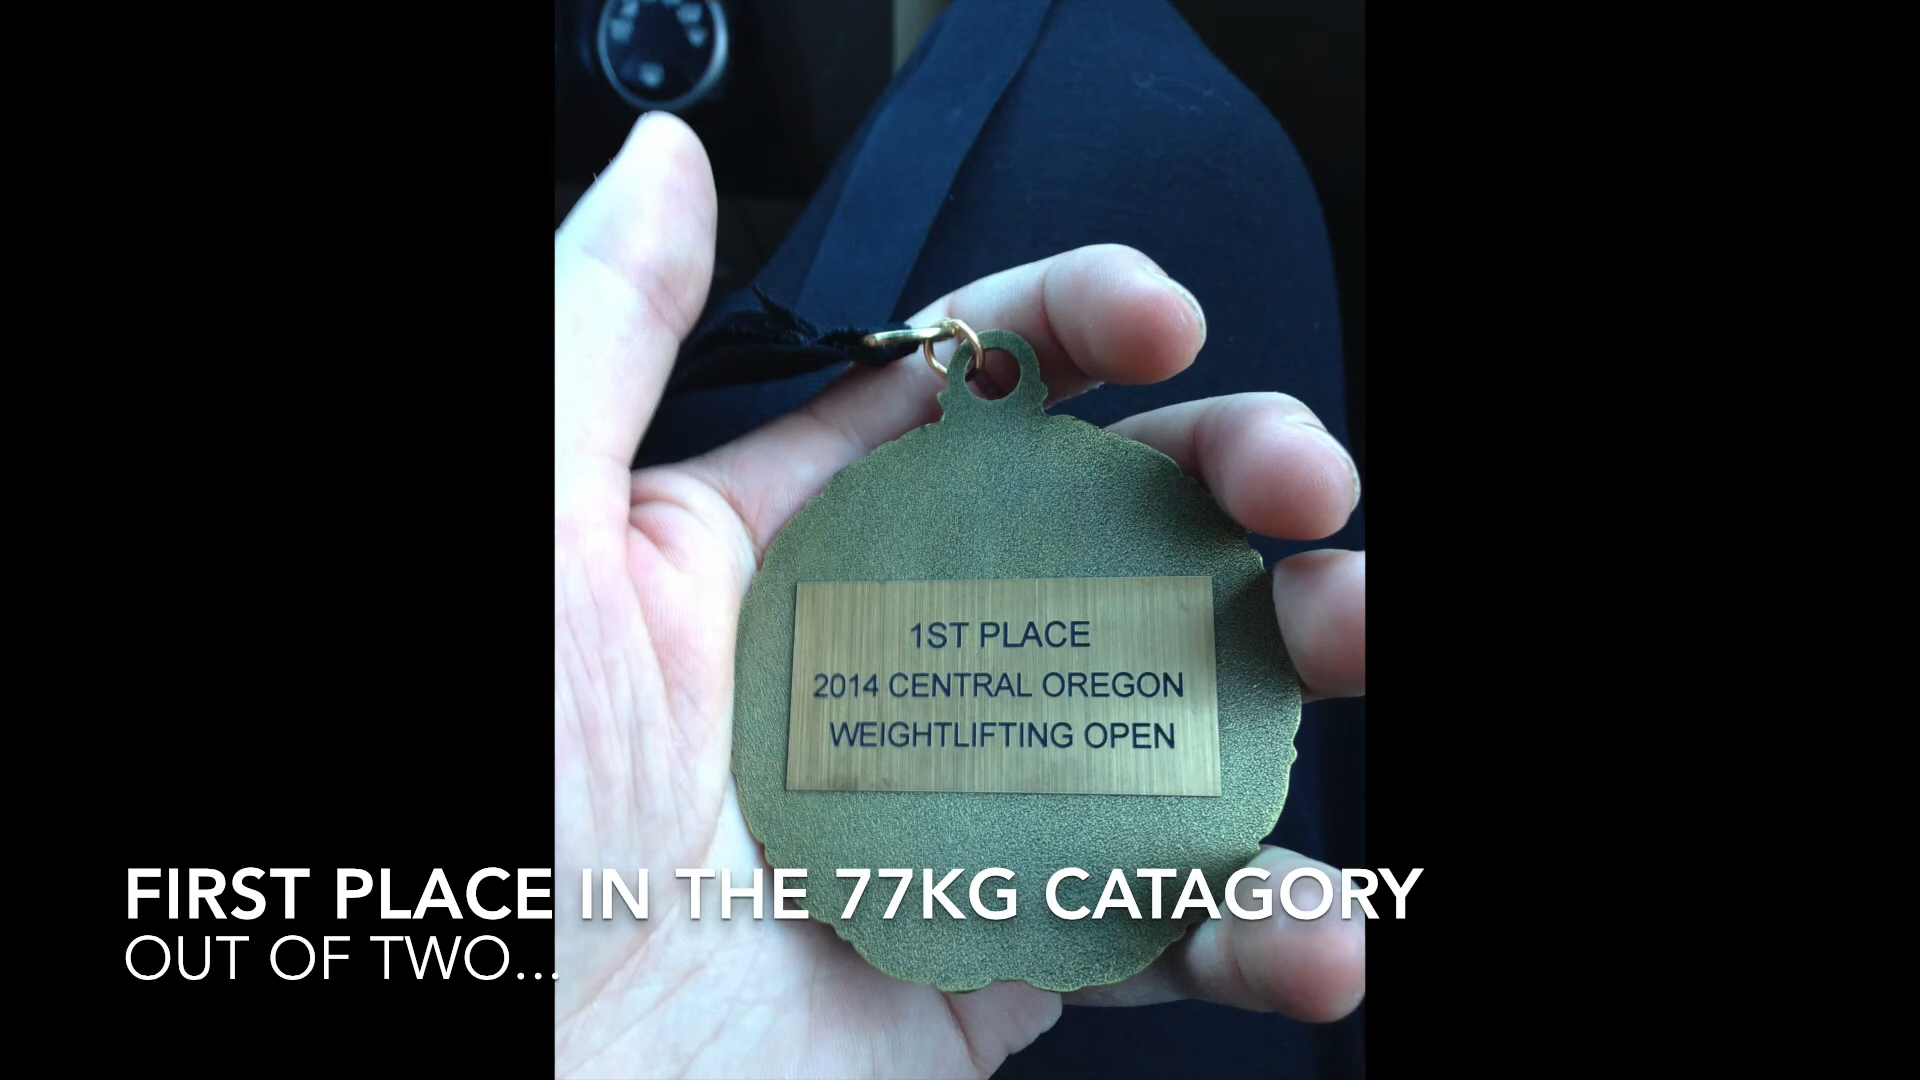 1ST PLACE
2014 CENTRAL OREGON
WEIGHTLIFTING OPEN
FIRST PLACE IN THE 77KG CATAGORY
OUT OF TWO...